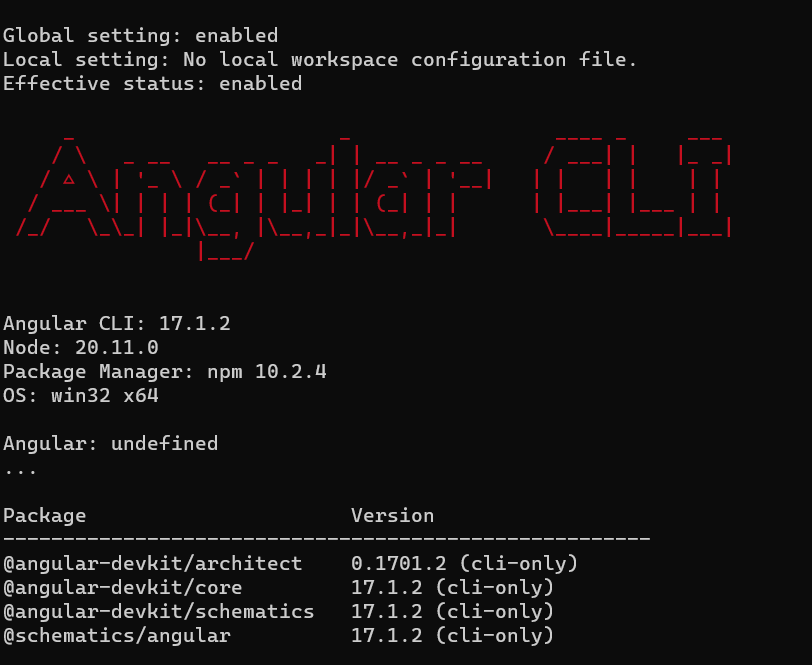 Global setting: enabled
Local setting: No local workspace configuration file.
Effective status: enabled
Angular CLI
Angular CLI: 17.1.2
Node: 20.11.0
Package Manager: npm 10.2.4
OS: win32 x64
Angular: undefined
...
Package Version
------------------------------------------------------
@angular-devkit/architect 0.1701.2 (cli-only)
@angular-devkit/core 17.1.2 (cli-only)
@angular-devkit/schematics 17.1.2 (cli-only)
@schematics/angular 17.1.2 (cli-only)